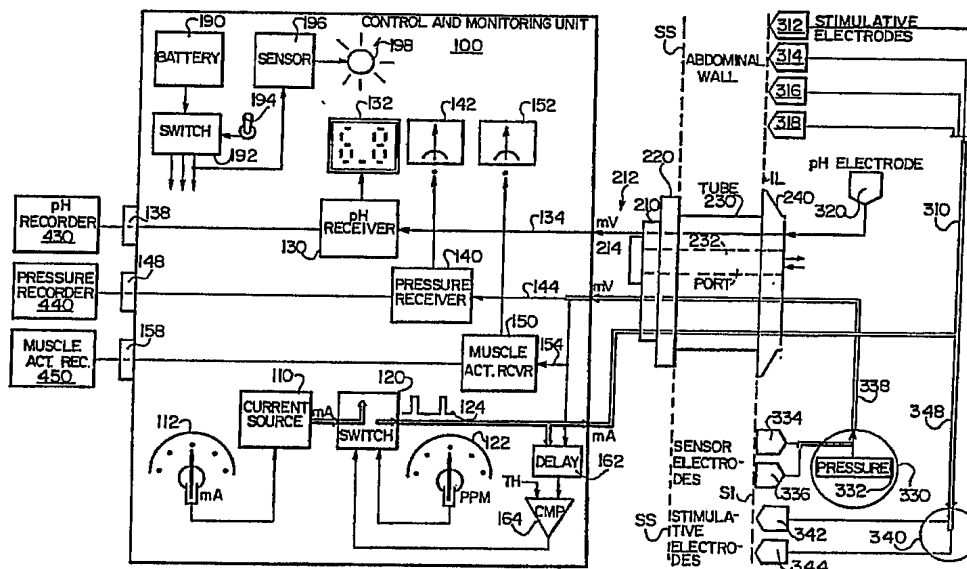 190
196
CONTROL AND MONITORING UNIT
100
BATTERY
SENSOR
198
194
SWITCH
192
132
142
152
6.9
SS
ABDOMINAL
WALL
312
STIMULATIVE
ELECTRODES
314
316
318
pH ELECTRODE
320
310
220
212
210
TUBE
230
IL
240
pH
RECORDER
430
138
pH
RECEIVER
130
134
mV
214
232
PORT
PRESSURE
RECORDER
440
148
140
PRESSURE
RECEIVER
144
mV
MUSCLE
ACT. REC.
450
158
150
MUSCLE
ACT. RCVR
154
110
CURRENT
SOURCE
mA
120
SWITCH
124
mA
112
mA
122
PPM
DELAY
162
TH
CMP
164
338
348
334
SENSOR
ELECTRO-
DES
336
PRESSURE
332
330
SI
SS
STIMULA-
TIVE
ELECTRO-
DES
342
344
340